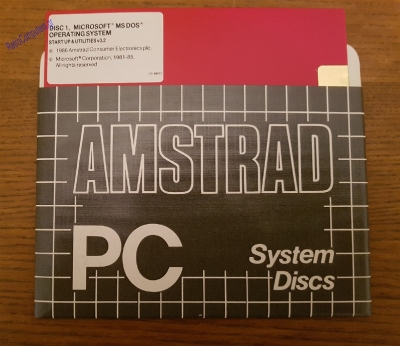 DISC 1. MICROSOFT® MS DOS®
OPERATING SYSTEM
START UP & UTILITIES v3.2
© 1986 Amstrad Consumer Electronics plc.
© Microsoft® Corporation, 1981-85.
All rights reserved
AMSTRAD
PC
System
Discs